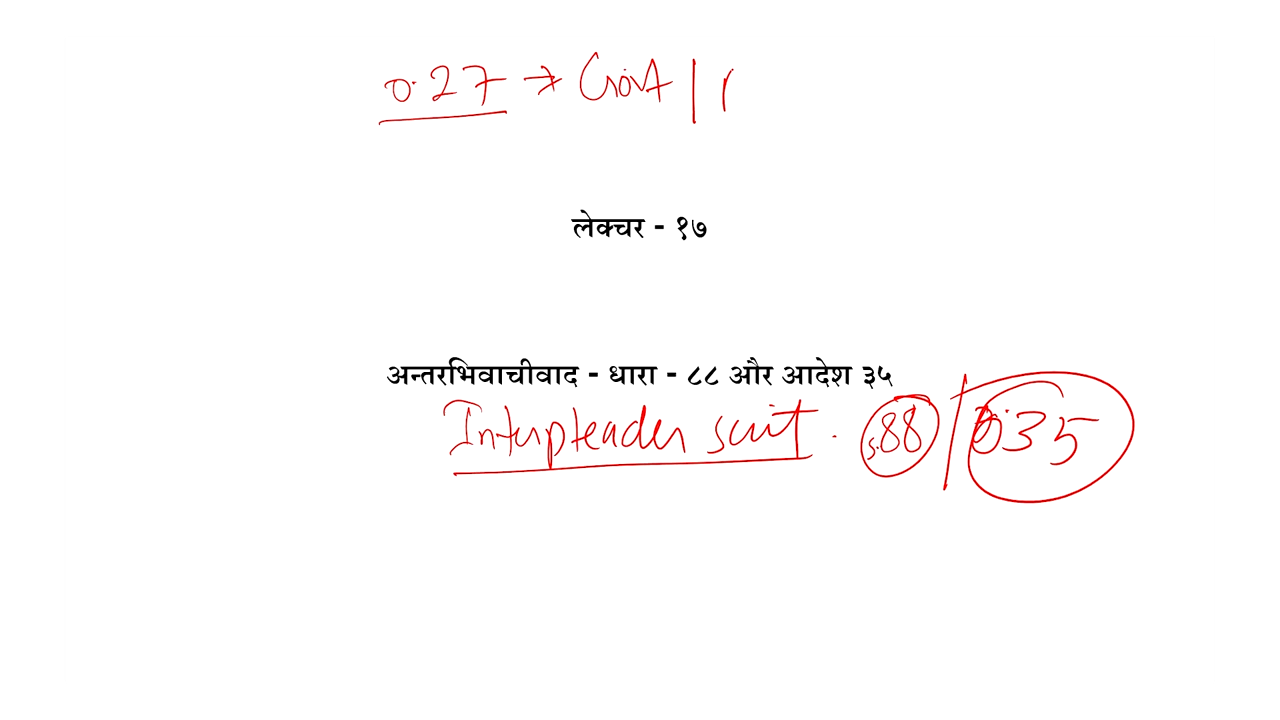 O.27 → Govt | (
लेक्चर - १७
अन्तरभिवाचीवाद - धारा - ८८ और आदेश ३५
Interpleader suit. S.88 | O.35